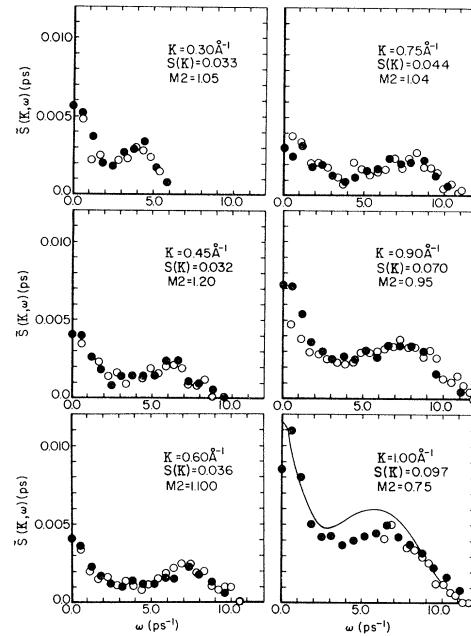 0.010
0.005
0.0
S̃(K,ω)(ps)
K=0.30Å⁻¹
S(K)=0.033
M2=1.05
0.0 5.0 10.0
K=0.75Å⁻¹
S(K)=0.044
M2=1.04
0.0 5.0 10.0
0.010
0.005
0.0
S̃(K,ω)(ps)
K=0.45Å⁻¹
S(K)=0.032
M2=1.20
0.0 5.0 10.0
K=0.90Å⁻¹
S(K)=0.070
M2=0.95
0.0 5.0 10.0
0.010
0.005
0.0
S̃(K,ω)(ps)
K=0.60Å⁻¹
S(K)=0.036
M2=1.100
0.0 5.0 10.0
ω (ps⁻¹)
K=1.00Å⁻¹
S(K)=0.097
M2=0.75
0.0 5.0 10.0
ω (ps⁻¹)